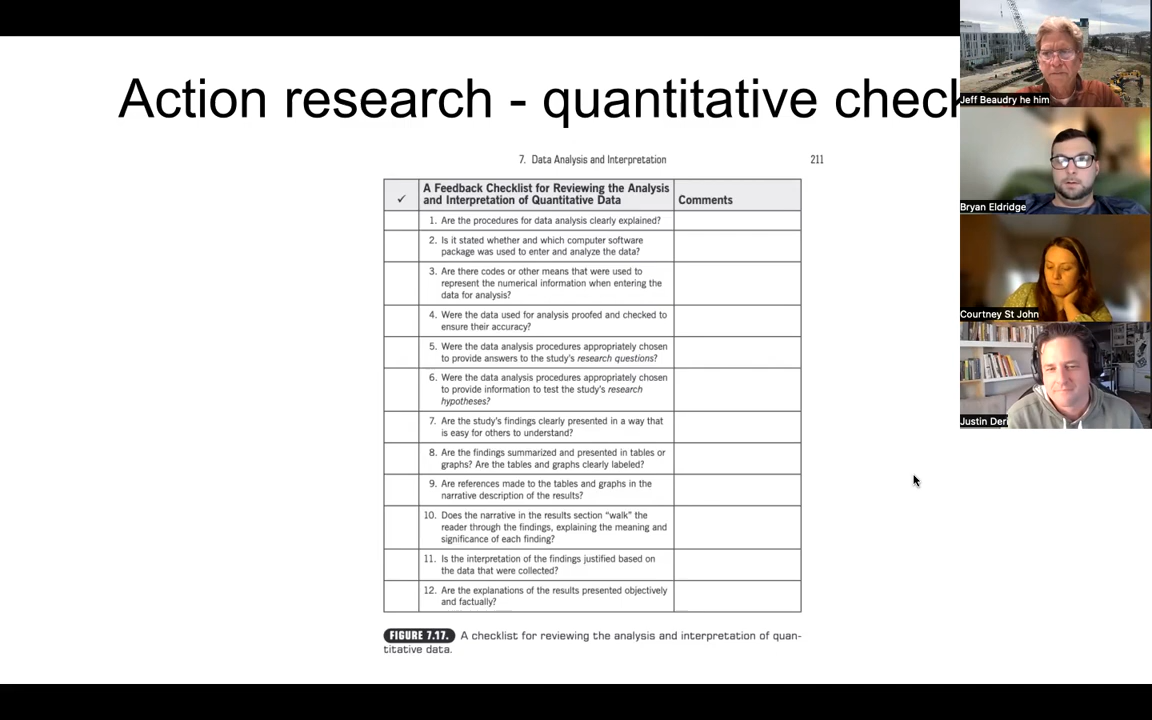 Action research - quantitative check
7. Data Analysis and Interpretation 211
✓ A Feedback Checklist for Reviewing the Analysis
and Interpretation of Quantitative Data Comments
1. Are the procedures for data analysis clearly explained?
2. Is it stated whether and which computer software
package was used to enter and analyze the data?
3. Are there codes or other means that were used to
represent the numerical information when entering the
data for analysis?
4. Were the data used for analysis proofed and checked to
ensure their accuracy?
5. Were the data analysis procedures appropriately chosen
to provide answers to the study's research questions?
6. Were the data analysis procedures appropriately chosen
to provide information to test the study's research
hypotheses?
7. Are the study's findings clearly presented in a way that
is easy for others to understand?
8. Are the findings summarized and presented in tables or
graphs? Are the tables and graphs clearly labeled?
9. Are references made to the tables and graphs in the
narrative description of the results?
10. Does the narrative in the results section “walk” the
reader through the findings, explaining the meaning and
significance of each finding?
11. Is the interpretation of the findings justified based on
the data that were collected?
12. Are the explanations of the results presented objectively
and factually?
FIGURE 7.17. A checklist for reviewing the analysis and interpretation of quan-
titative data.
Jeff Beaudry he him
Bryan Eldridge
Courtney St John
Justin Der